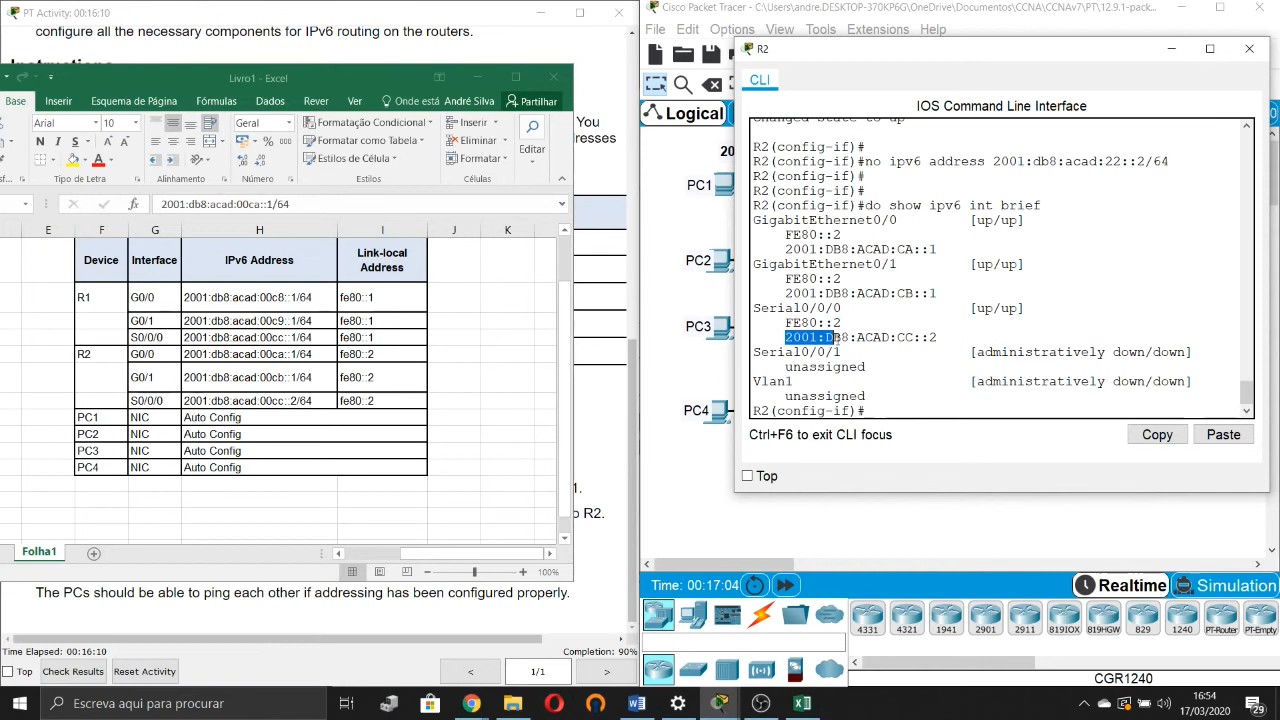 PT Activity: 00:16:10
configure all the necessary components for IPv6 routing on the routers.
Livro1 - Excel
Base Inserir Esquema de Página Fórmulas Dados Rever Ver Onde está André Silva Partilhar
Arial 10 Geral Formatação Condicional Inserir
Formatar como Tabela Eliminar Editar
Estilos de Célula Formatar
Tipo de Letra Alinhamento Número Estilos Células
fx 2001:db8:acad:00ca::1/64
E F G H I J K
Device Interface IPv6 Address Link-local Address
R1 G0/0 2001:db8:acad:00c8::1/64 fe80::1
G0/1 2001:db8:acad:00c9::1/64 fe80::1
S0/0/0 2001:db8:acad:00cc::1/64 fe80::1
R2 G0/0 2001:db8:acad:00ca::1/64 fe80::2
G0/1 2001:db8:acad:00cb::1/64 fe80::2
S0/0/0 2001:db8:acad:00cc::2/64 fe80::2
PC1 NIC Auto Config
PC2 NIC Auto Config
PC3 NIC Auto Config
PC4 NIC Auto Config
Folha1
100%
You
dresses
1.
o R2.
The PCs should be able to ping each other if addressing has been configured properly.
Time Elapsed: 00:16:10 Completion: 90%
Top Check Results Reset Activity < 1/1 >
Cisco Packet Tracer - C:\Users\andre.DESKTOP-370KP6G\OneDrive\Documentos\CCNA\CCNAv7\PT\12.9.1-pack...
File Edit Options View Tools Extensions Help
Logical
20
PC1
PC2
PC3
PC4
R2
CLI
IOS Command Line Interface
changed state to up
R2(config-if)#
R2(config-if)#no ipv6 address 2001:db8:acad:22::2/64
R2(config-if)#
R2(config-if)#
R2(config-if)#do show ipv6 int brief
GigabitEthernet0/0 [up/up]
FE80::2
2001:DB8:ACAD:CA::1
GigabitEthernet0/1 [up/up]
FE80::2
2001:DB8:ACAD:CB::1
Serial0/0/0 [up/up]
FE80::2
2001:DB8:ACAD:CC::2
Serial0/0/1 [administratively down/down]
unassigned
Vlan1 [administratively down/down]
unassigned
R2(config-if)#
Ctrl+F6 to exit CLI focus Copy Paste
Top
Time: 00:17:04 Realtime Simulation
4331 4321 1941 2901 2911 819IOX 819HGW 829 1240 PT-Router PT-Empty
CGR1240
Escreva aqui para procurar
16:54
17/03/2020
29